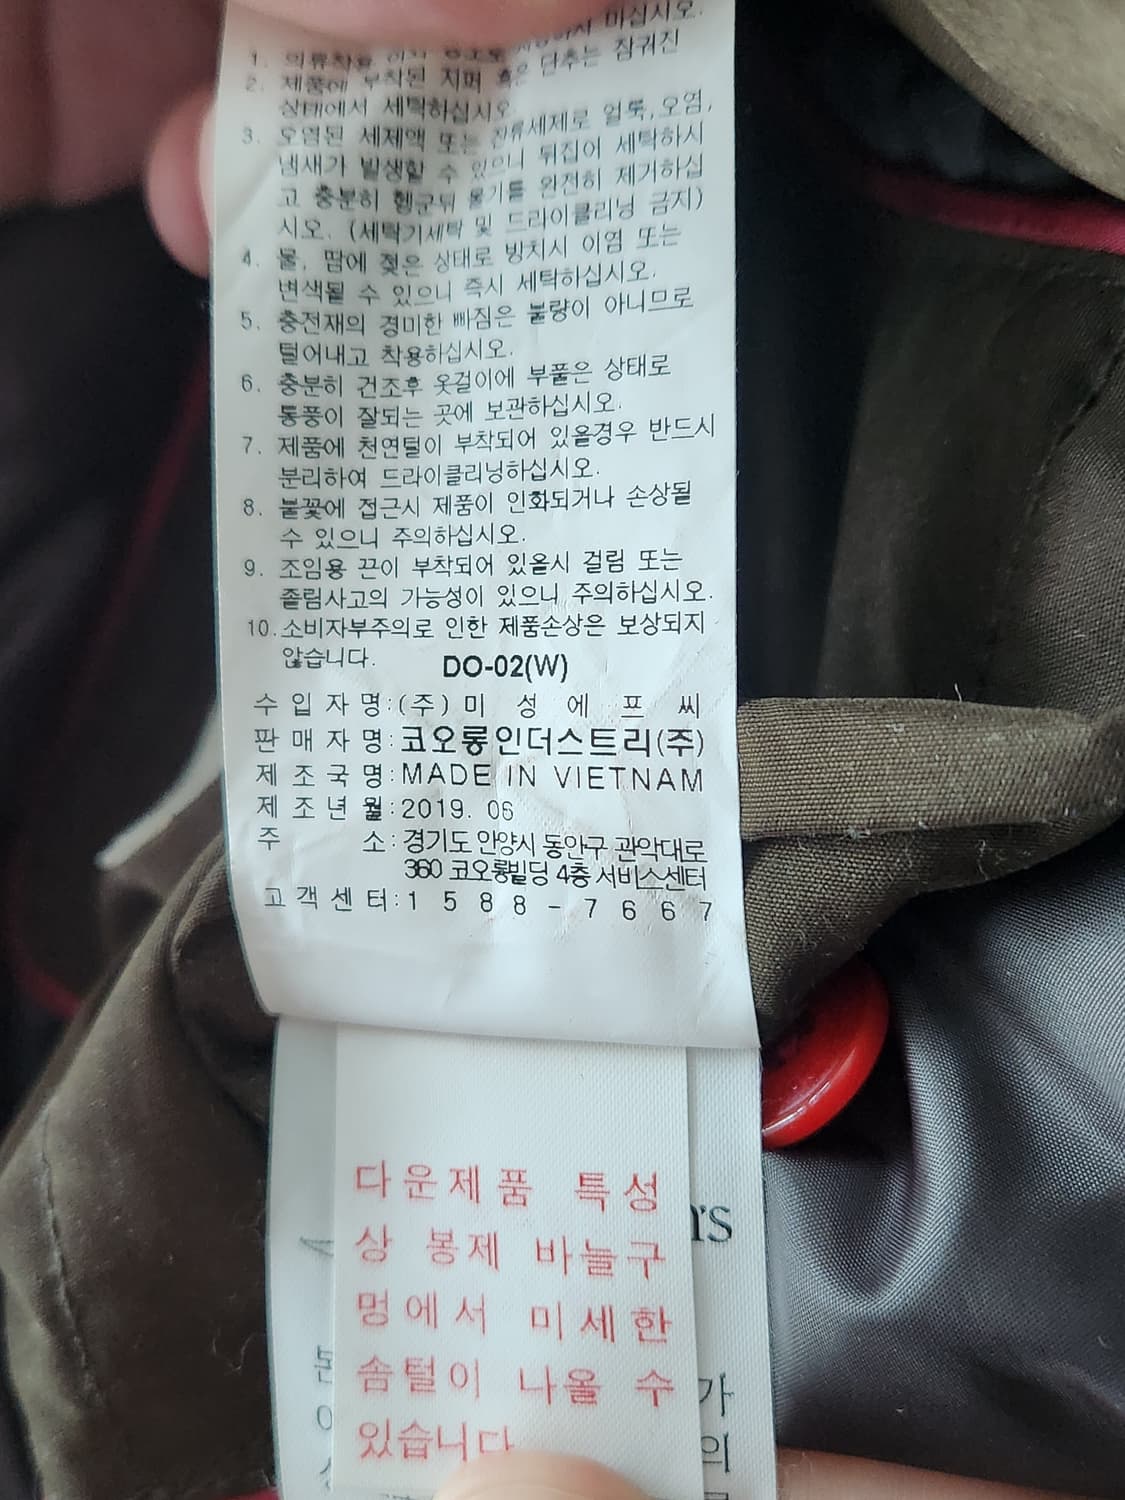 마십시오.
1. 의류착용
2. 제품에 부착된 지퍼 혹은 단추는 잠궈진
상태에서 세탁하십시오.
3. 오염된 세제액 또는 잔류세제로 얼룩,오염,
냄새가 발생할 수 있으니 뒤집어 세탁하시
고 충분히 헹군뒤 물기를 완전히 제거하십
시오. (세탁기세탁 및 드라이클리닝 금지)
4. 물, 땀에 젖은 상태로 방치시 이염 또는
변색될 수 있으니 즉시 세탁하십시오.
5. 충전재의 경미한 빠짐은 불량이 아니므로
털어내고 착용하십시오.
6. 충분히 건조후 옷걸이에 부풀은 상태로
통풍이 잘되는 곳에 보관하십시오.
7. 제품에 천연털이 부착되어 있을경우 반드시
분리하여 드라이클리닝하십시오.
8. 불꽃에 접근시 제품이 인화되거나 손상될
수 있으니 주의하십시오.
9. 조임용 끈이 부착되어 있을시 걸림 또는
졸림사고의 가능성이 있으니 주의하십시오.
10.소비자부주의로 인한 제품손상은 보상되지
않습니다. DO-02(W)
수입자명:(주)미성에프씨
판매자명:코오롱인더스트리(주)
제조국명:MADE IN VIETNAM
제조년월:2019. 06
주 소:경기도 안양시 동안구 관악대로
360 코오롱빌딩 4층 서비스센터
고객센터:1588-7667
다운제품 특성
상 봉제 바늘구
멍에서 미세한
솜털이 나올 수
있습니다
rs
가
의